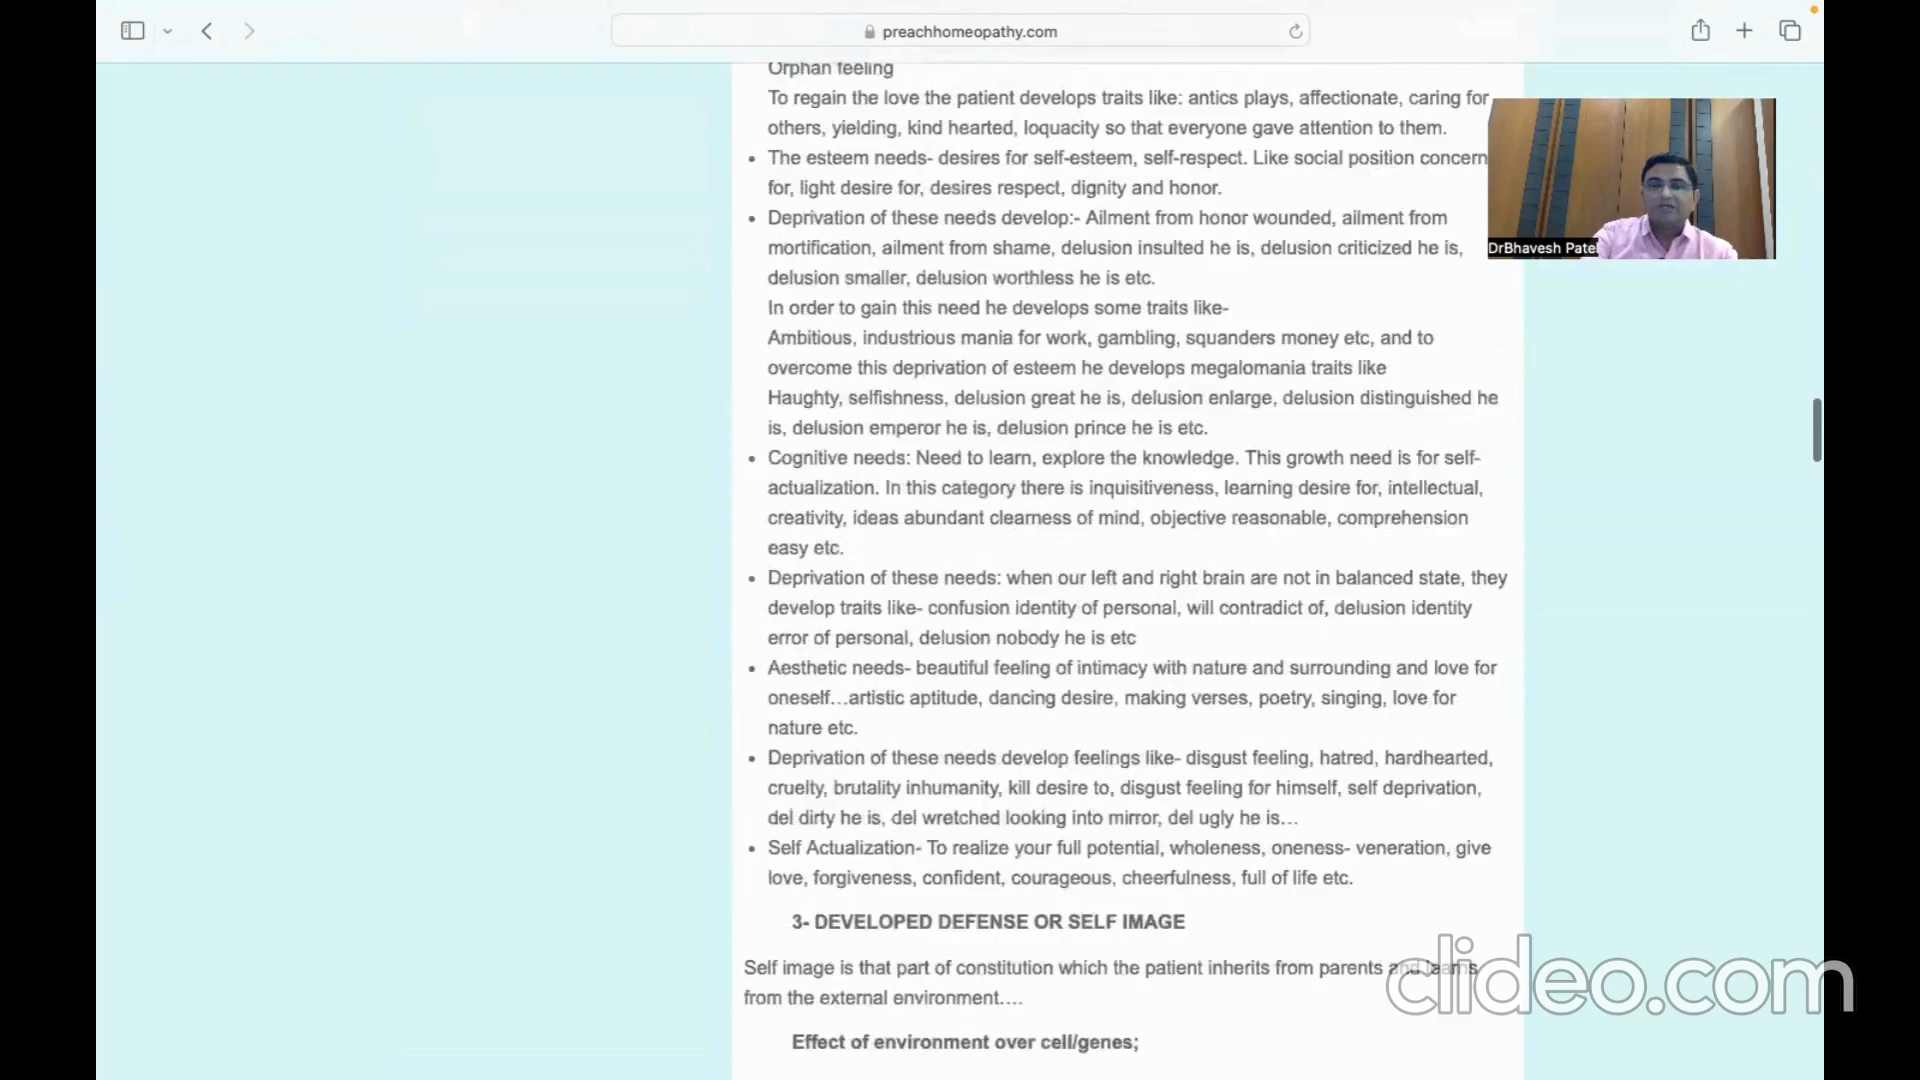 preachhomeopathy.com
Orphan feeling
To regain the love the patient develops traits like: antics plays, affectionate, caring for
others, yielding, kind hearted, loquacity so that everyone gave attention to them.
• The esteem needs- desires for self-esteem, self-respect. Like social position concern
for, light desire for, desires respect, dignity and honor.
• Deprivation of these needs develop:- Ailment from honor wounded, ailment from
mortification, ailment from shame, delusion insulted he is, delusion criticized he is,
delusion smaller, delusion worthless he is etc.
In order to gain this need he develops some traits like-
Ambitious, industrious mania for work, gambling, squanders money etc, and to
overcome this deprivation of esteem he develops megalomania traits like
Haughty, selfishness, delusion great he is, delusion enlarge, delusion distinguished he
is, delusion emperor he is, delusion prince he is etc.
• Cognitive needs: Need to learn, explore the knowledge. This growth need is for self-
actualization. In this category there is inquisitiveness, learning desire for, intellectual,
creativity, ideas abundant clearness of mind, objective reasonable, comprehension
easy etc.
• Deprivation of these needs: when our left and right brain are not in balanced state, they
develop traits like- confusion identity of personal, will contradict of, delusion identity
error of personal, delusion nobody he is etc
• Aesthetic needs- beautiful feeling of intimacy with nature and surrounding and love for
oneself…artistic aptitude, dancing desire, making verses, poetry, singing, love for
nature etc.
• Deprivation of these needs develop feelings like- disgust feeling, hatred, hardhearted,
cruelty, brutality inhumanity, kill desire to, disgust feeling for himself, self deprivation,
del dirty he is, del wretched looking into mirror, del ugly he is…
• Self Actualization- To realize your full potential, wholeness, oneness- veneration, give
love, forgiveness, confident, courageous, cheerfulness, full of life etc.
3- DEVELOPED DEFENSE OR SELF IMAGE
Self image is that part of constitution which the patient inherits from parents and learns
from the external environment….
Effect of environment over cell/genes;
DrBhavesh Patel
clideo.com